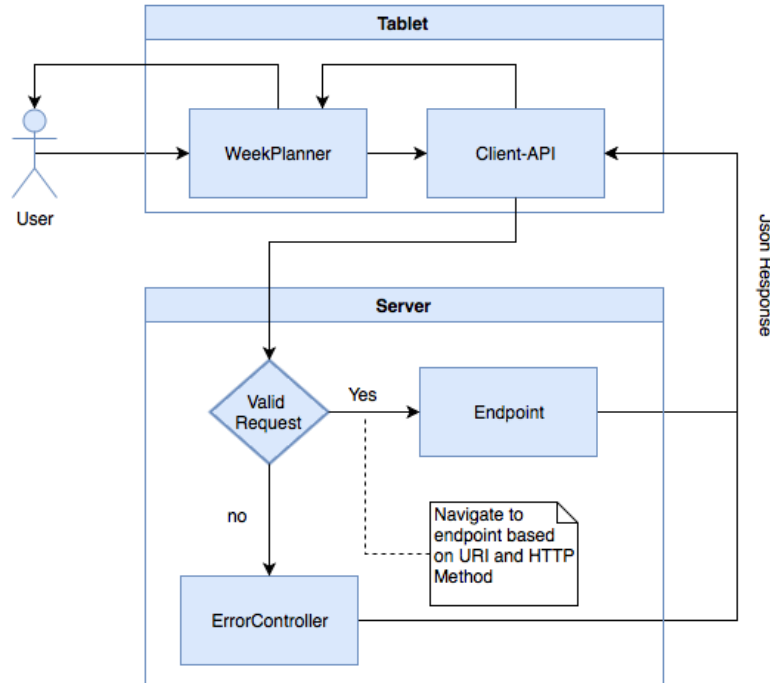 Tablet
WeekPlanner
Client-API
User
Json Response
Server
Valid
Request
Yes
Endpoint
no
Navigate to
endpoint based
on URI and HTTP
Method
ErrorController